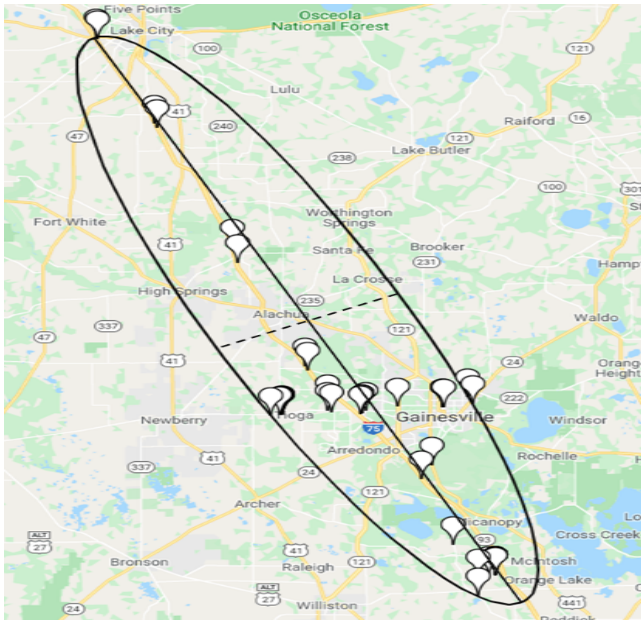 Five Points
Osceola
National Forest
Lake City
100
121
41
Lulu
47
240
Raiford
16
121
238
Lake Butler
100
301
Worthington
Springs
Fort White
41
Santa Fe
Brooker
231
La Crosse
High Springs
235
Alachua
Waldo
337
121
47
41
24
222
Hoga
Gainesville
Newberry
75
Windsor
Arredondo
Rochelle
41
337
24
Archer
121
Micanopy
ALT
27
Cross Creek
93
41
Bronson
Raleigh
121
McIntosh
ALT
27
Orange Lake
24
Williston
441